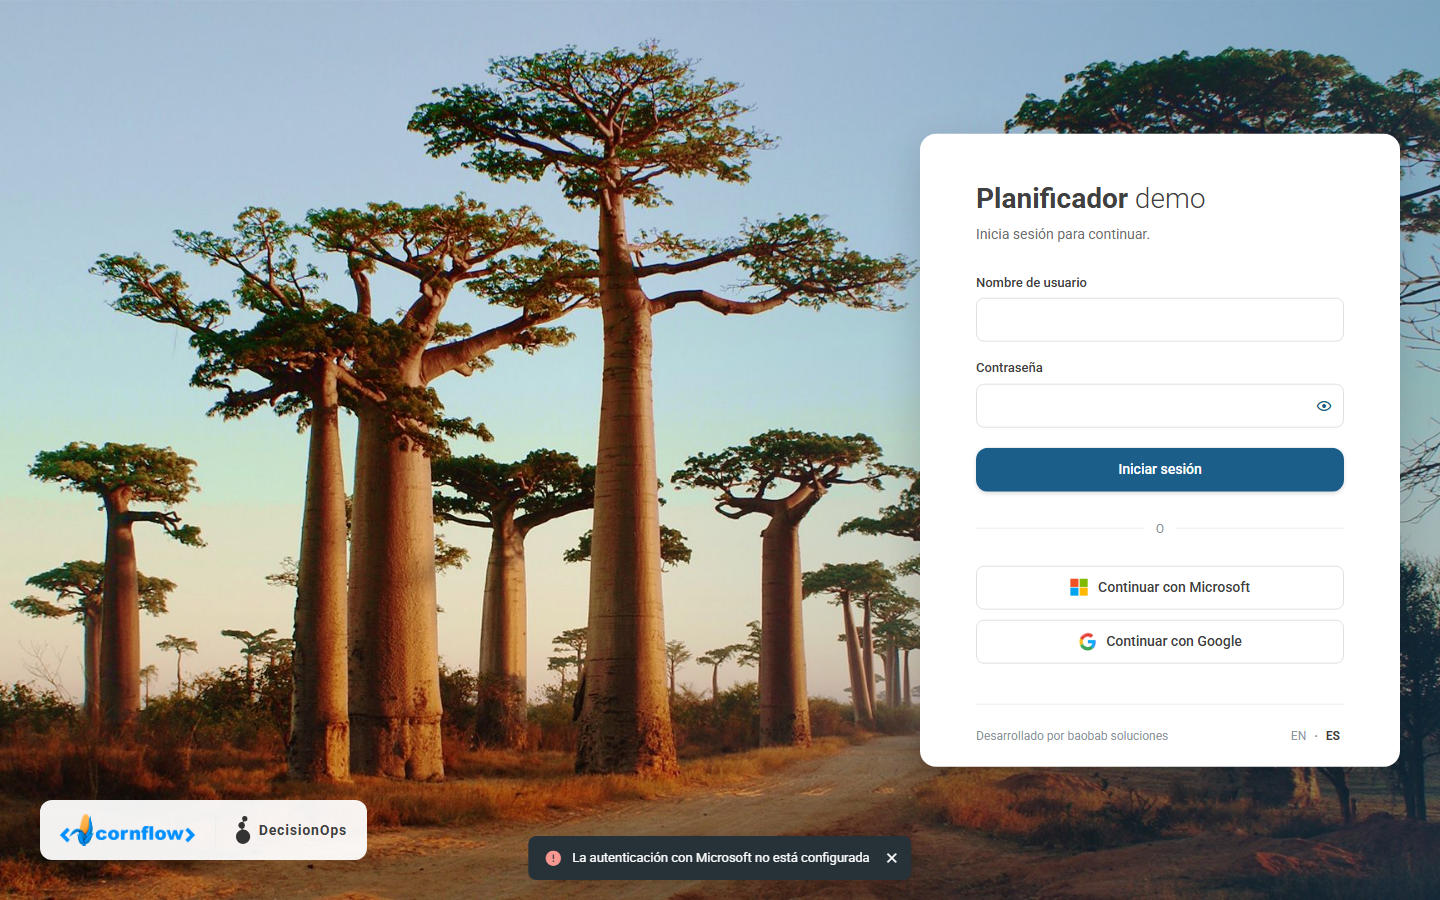 Planificador demo
Inicia sesión para continuar.
Nombre de usuario
Contraseña
Iniciar sesión
O
Continuar con Microsoft
Continuar con Google
Desarrollado por baobab soluciones
EN · ES
cornflow
DecisionOps
La autenticación con Microsoft no está configurada